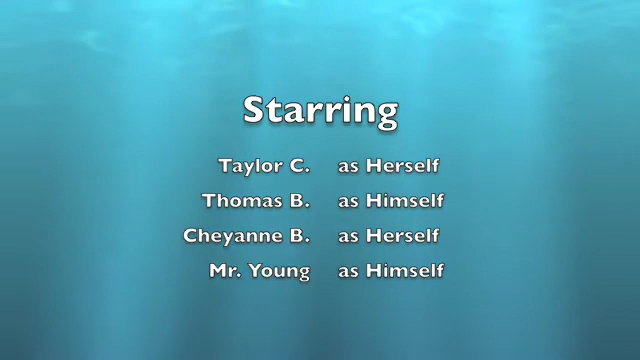 Starring
Taylor C. as Herself
Thomas B. as Himself
Cheyanne B. as Herself
Mr. Young as Himself